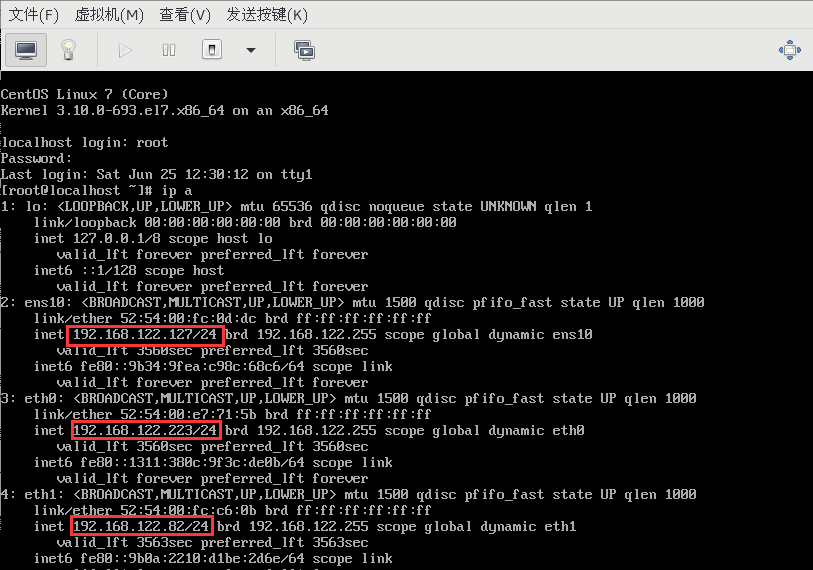 文件(F) 虚拟机(M) 查看(V) 发送按键(K)
CentOS Linux 7 (Core)
Kernel 3.10.0-693.el7.x86_64 on an x86_64
localhost login: root
Password:
Last login: Sat Jun 25 12:30:12 on tty1
[root@localhost ~]# ip a
1: lo: <LOOPBACK,UP,LOWER_UP> mtu 65536 qdisc noqueue state UNKNOWN qlen 1
link/loopback 00:00:00:00:00:00 brd 00:00:00:00:00:00
inet 127.0.0.1/8 scope host lo
valid_lft forever preferred_lft forever
inet6 ::1/128 scope host
valid_lft forever preferred_lft forever
2: ens10: <BROADCAST,MULTICAST,UP,LOWER_UP> mtu 1500 qdisc pfifo_fast state UP qlen 1000
link/ether 52:54:00:fc:0d:dc brd ff:ff:ff:ff:ff:ff
inet 192.168.122.127/24 brd 192.168.122.255 scope global dynamic ens10
valid_lft 3560sec preferred_lft 3560sec
inet6 fe80::9b34:9fea:c98c:68c6/64 scope link
valid_lft forever preferred_lft forever
3: eth0: <BROADCAST,MULTICAST,UP,LOWER_UP> mtu 1500 qdisc pfifo_fast state UP qlen 1000
link/ether 52:54:00:e7:71:5b brd ff:ff:ff:ff:ff:ff
inet 192.168.122.223/24 brd 192.168.122.255 scope global dynamic eth0
valid_lft 3560sec preferred_lft 3560sec
inet6 fe80::1311:380c:9f3c:de0b/64 scope link
valid_lft forever preferred_lft forever
4: eth1: <BROADCAST,MULTICAST,UP,LOWER_UP> mtu 1500 qdisc pfifo_fast state UP qlen 1000
link/ether 52:54:00:fc:c6:0b brd ff:ff:ff:ff:ff:ff
inet 192.168.122.82/24 brd 192.168.122.255 scope global dynamic eth1
valid_lft 3563sec preferred_lft 3563sec
inet6 fe80::9b0a:2210:d1be:2d6e/64 scope link